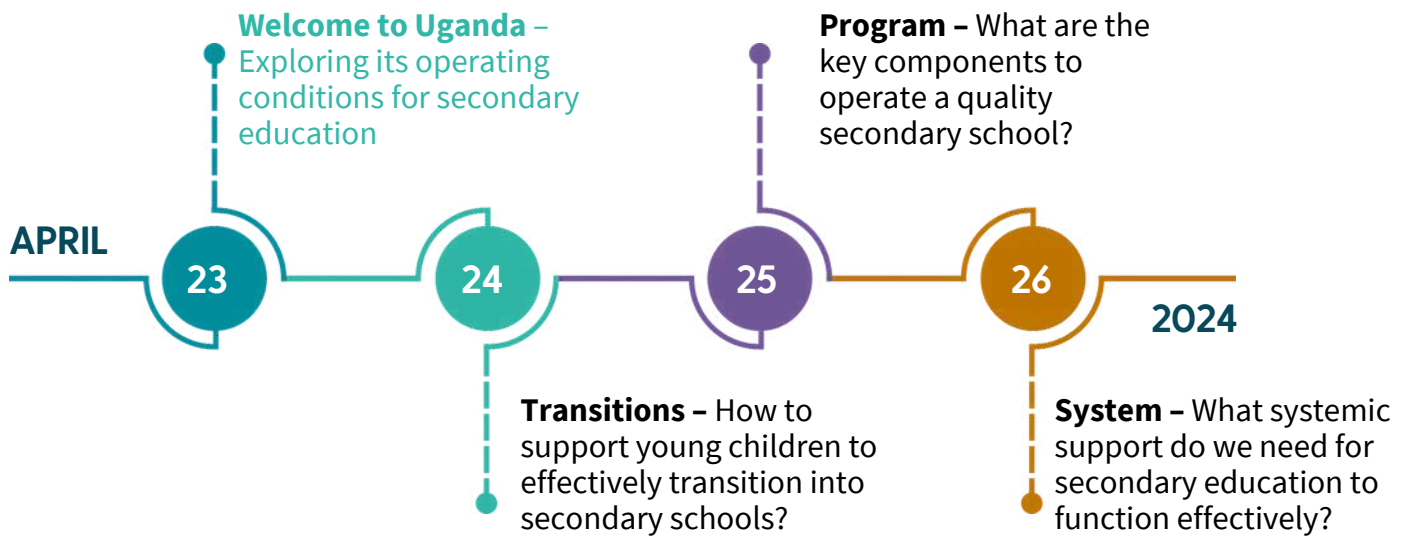 Welcome to Uganda –
Exploring its operating
conditions for secondary
education
Program – What are the
key components to
operate a quality
secondary school?
APRIL
23
24
25
26
2024
Transitions – How to
support young children to
effectively transition into
secondary schools?
System – What systemic
support do we need for
secondary education to
function effectively?